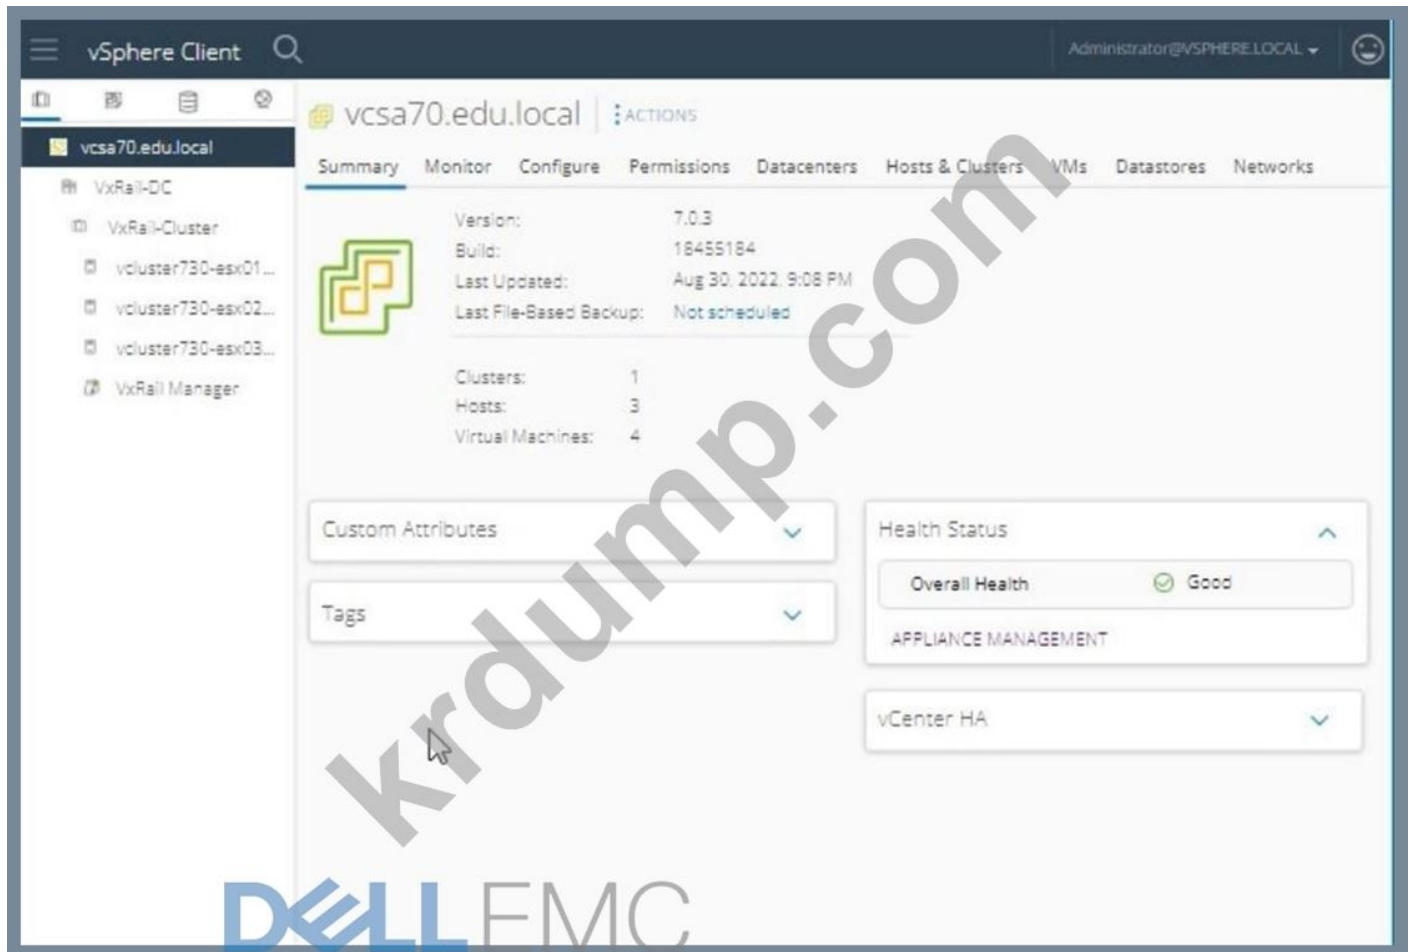 vSphere Client
Administrator@VSPHERE.LOCAL
vcsa70.edu.local
VxRail-DC
VxRail-Cluster
vcluster730-esx01...
vcluster730-esx02...
vcluster730-esx03...
VxRail Manager
vcsa70.edu.local ACTIONS
Summary Monitor Configure Permissions Datacenters Hosts & Clusters VMs Datastores Networks
Version: 7.0.3
Build: 18455184
Last Updated: Aug 30, 2022, 9:08 PM
Last File-Based Backup: Not scheduled
Clusters: 1
Hosts: 3
Virtual Machines: 4
Custom Attributes
Tags
Health Status
Overall Health Good
APPLIANCE MANAGEMENT
vCenter HA
krdump.com
DELL EMC